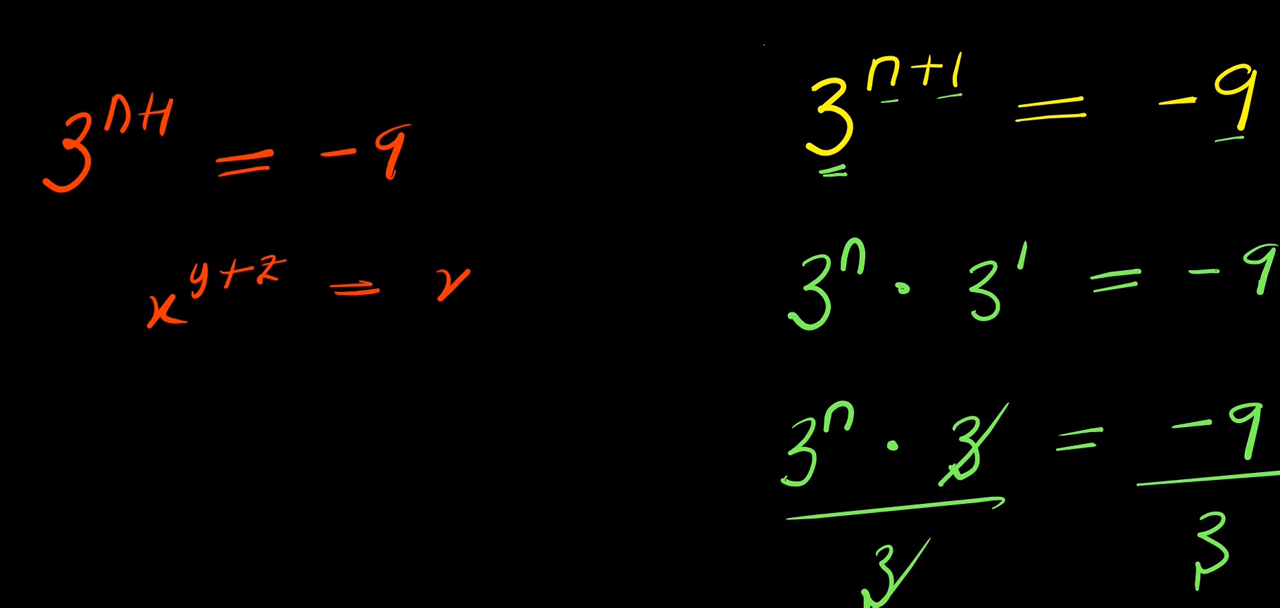 3^{n+1} = -9
x^{y+z} = r
3^{n+1} = -9
3^n · 3^1 = -9
3^n · 3 = -9
3 3